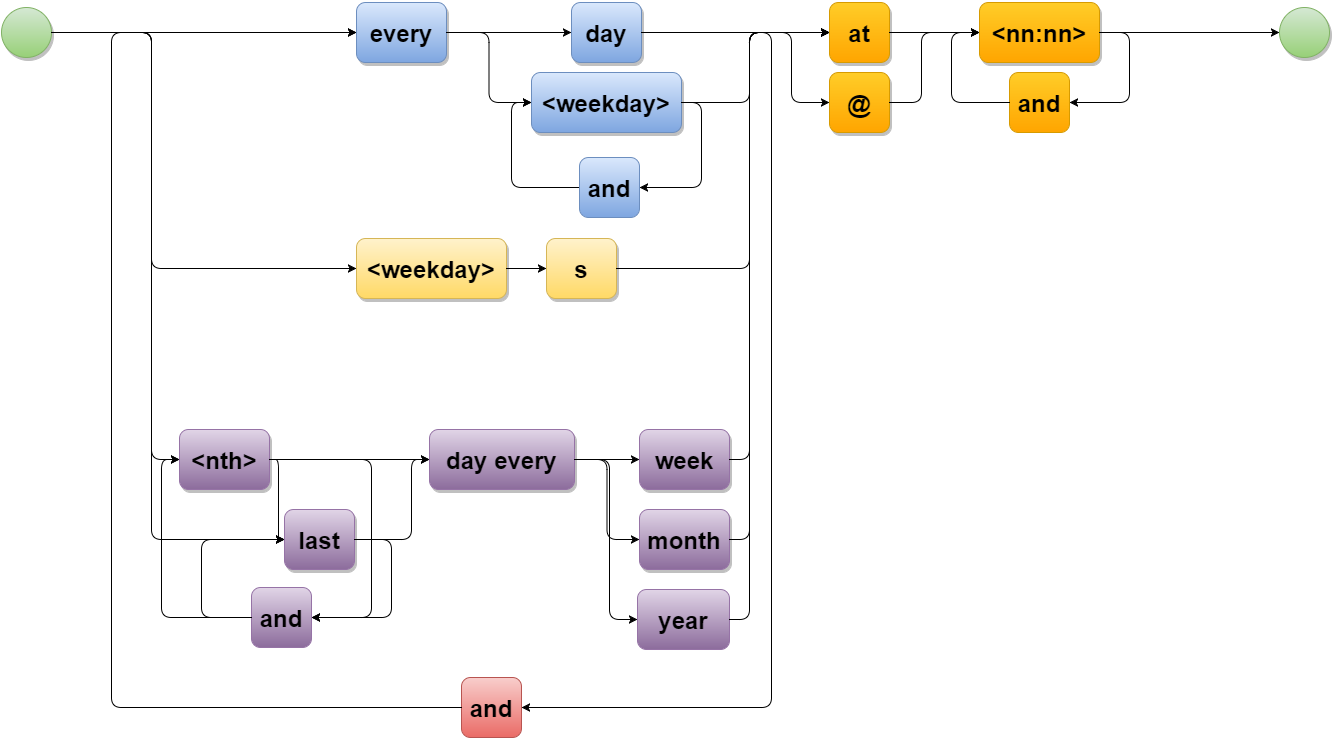 every
day
at
<nn:nn>
<weekday>
@
and
and
<weekday>
s
<nth>
day every
week
last
month
and
year
and